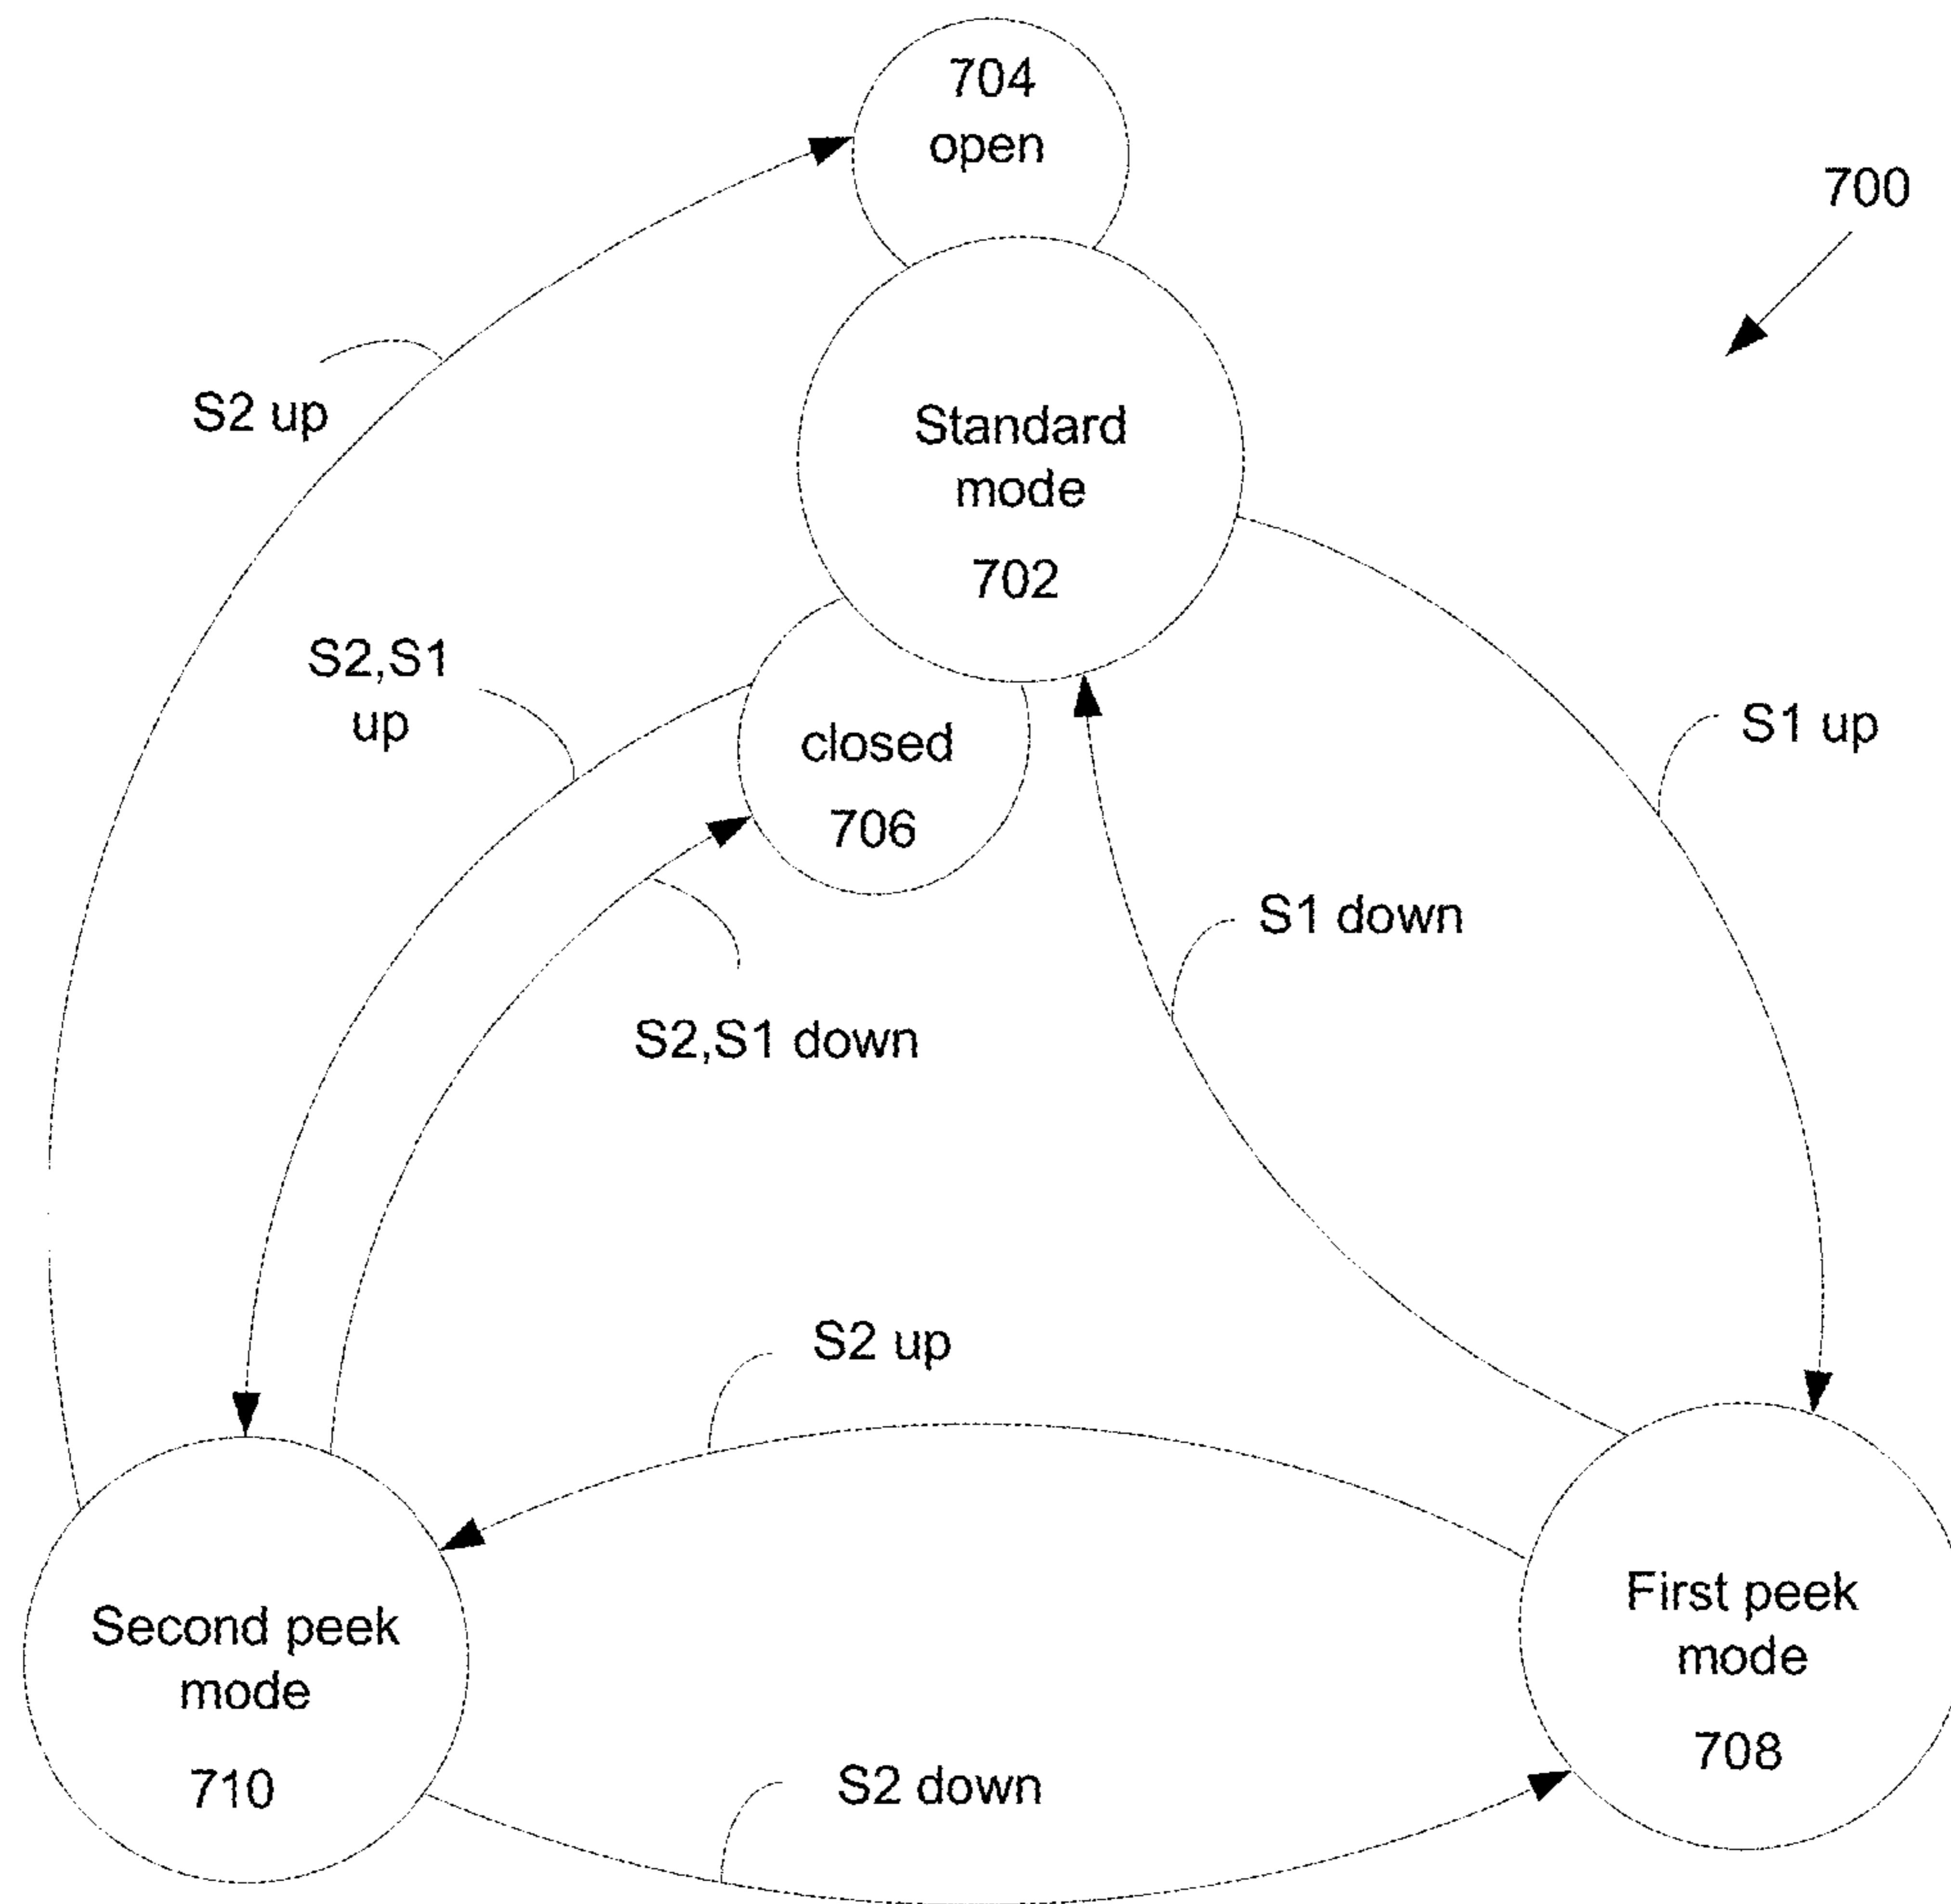 704
open
700
S2 up
Standard
mode
702
S2,S1
up
S1 up
closed
706
S1 down
S2,S1 down
S2 up
First peek
mode
708
Second peek
mode
710
S2 down